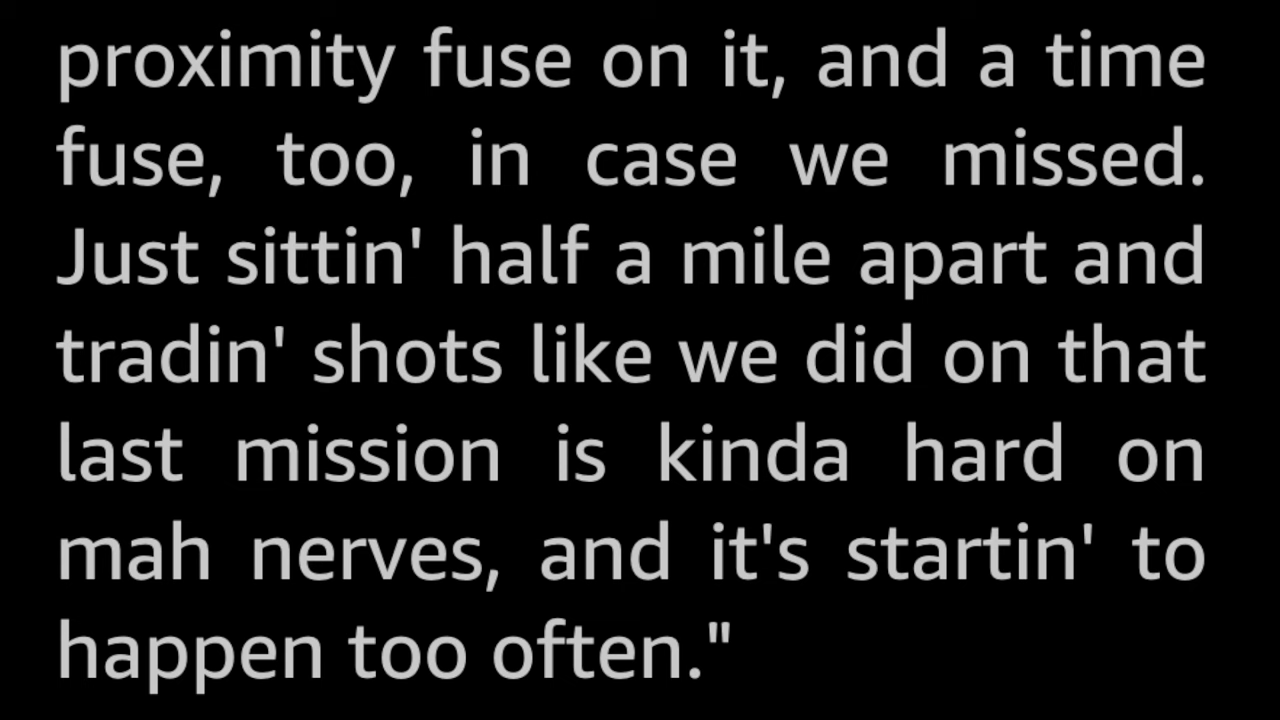 proximity fuse on it, and a time
fuse, too, in case we missed.
Just sittin' half a mile apart and
tradin' shots like we did on that
last mission is kinda hard on
mah nerves, and it's startin' to
happen too often."